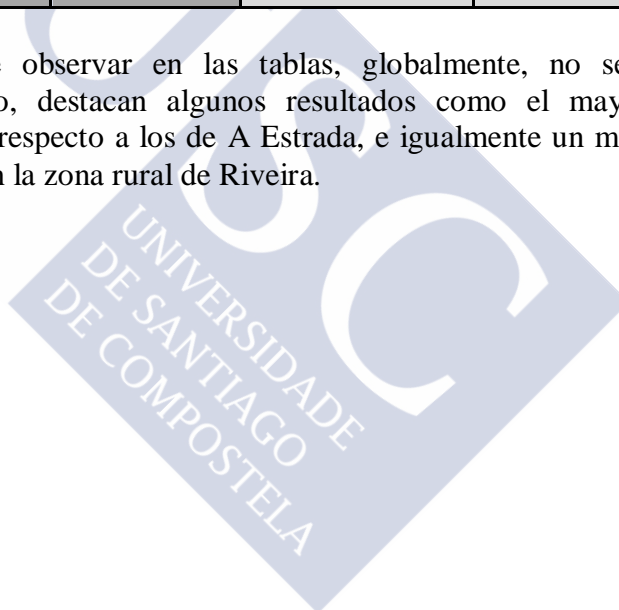 observar en las tablas, globalmente, no se
o, destacan algunos resultados como el may
respecto a los de A Estrada, e igualmente un m
n la zona rural de Riveira.
USC
UNIVERSIDADE
DE SANTIAGO
DE COMPOSTELA